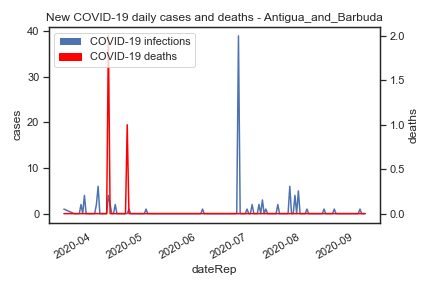 New COVID-19 daily cases and deaths - Antigua_and_Barbuda
COVID-19 infections
COVID-19 deaths
40
30
20
10
0
cases
2.0
1.5
1.0
0.5
0.0
deaths
2020-04
2020-05
2020-06
2020-07
2020-08
2020-09
dateRep